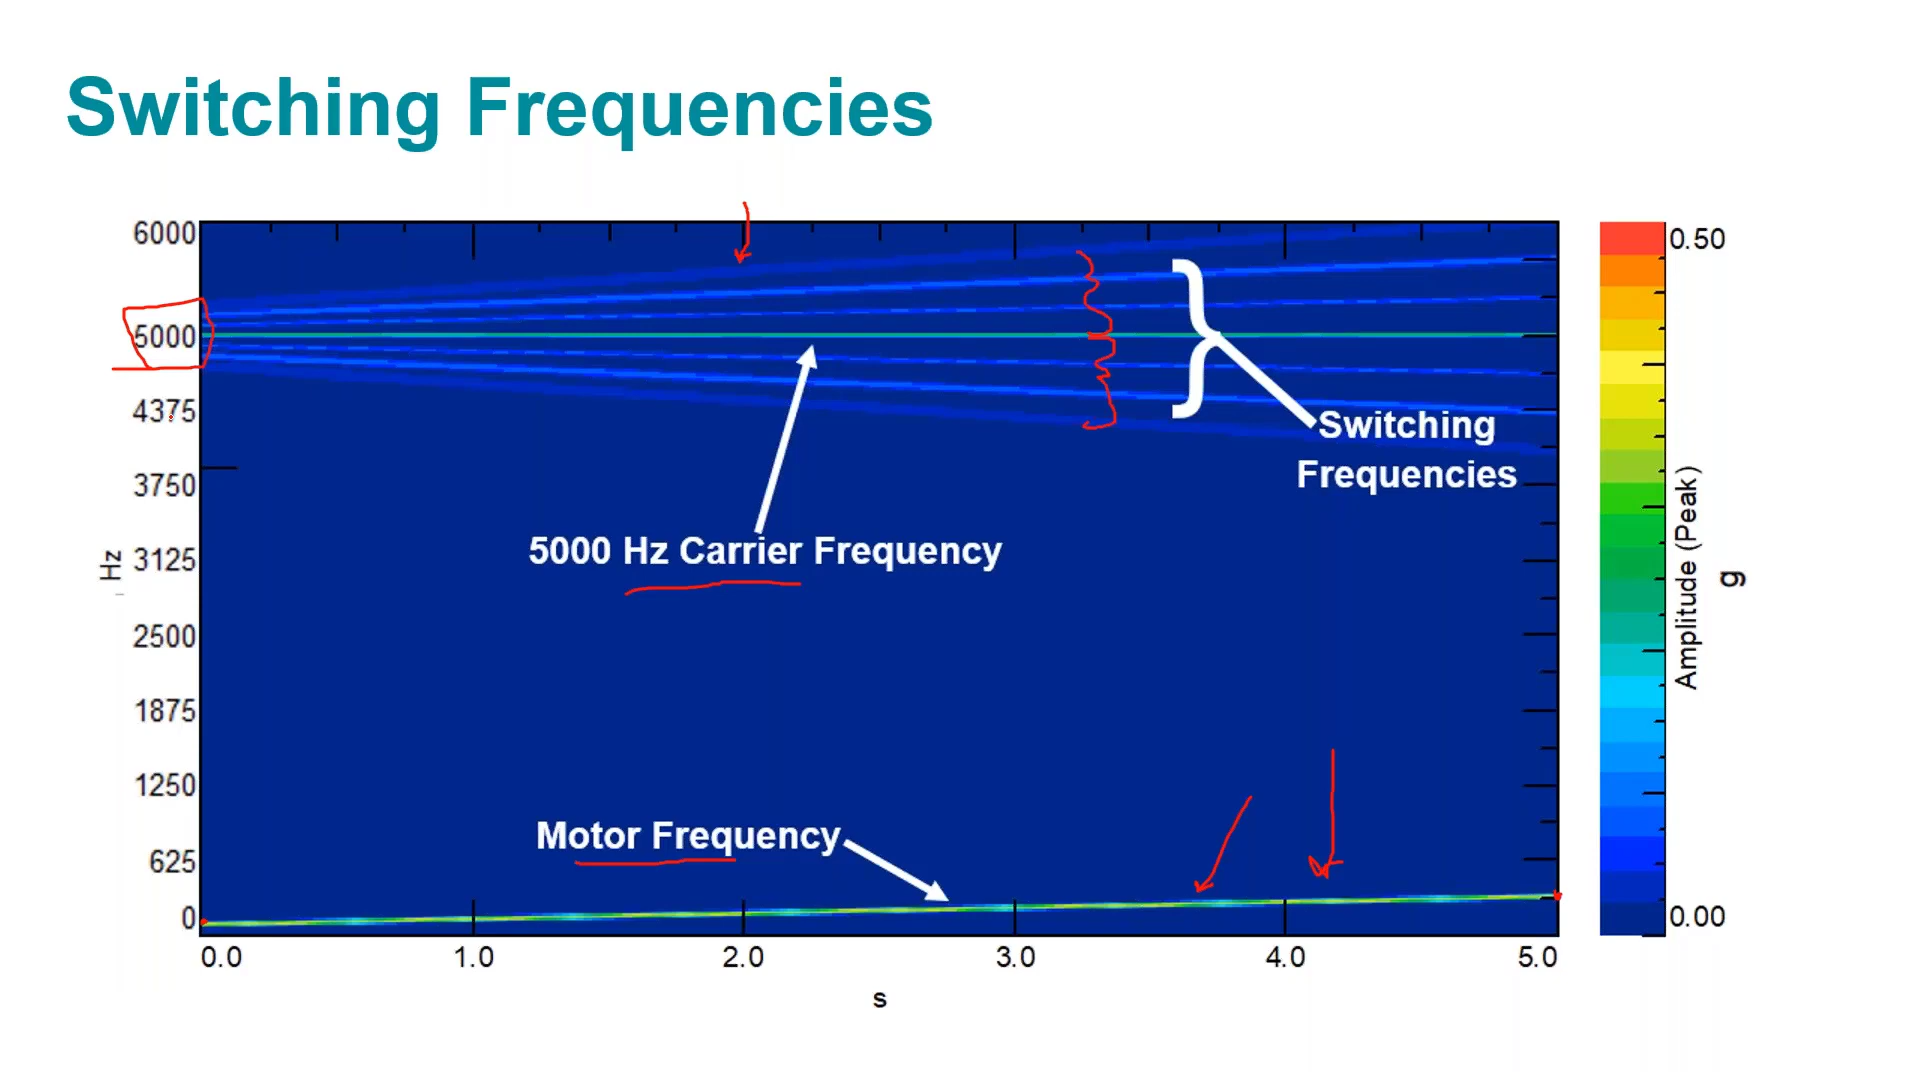 Switching Frequencies
6000
5000
4375
3750
3125
2500
1875
1250
625
0
Hz
0.0 1.0 2.0 3.0 4.0 5.0
s
Switching
Frequencies
5000 Hz Carrier Frequency
Motor Frequency
0.50
0.00
Amplitude (Peak)
g